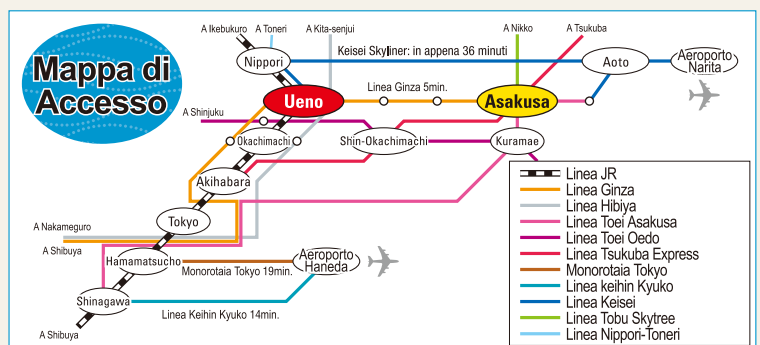 Mappa di
Accesso
A Ikebukuro
A Toneri
A Kita-senjui
A Nikko
A Tsukuba
Nippori
Keisei Skyliner: in appena 36 minuti
Aoto
Aeroporto
Narita
Ueno
Linea Ginza 5min.
Asakusa
A Shinjuku
Okachimachi
Shin-Okachimachi
Kuramae
Akihabara
Tokyo
A Nakameguro
A Shibuya
Hamamatsucho
Monorotaia Tokyo 19min.
Aeroporto
Haneda
Shinagawa
Linea Keihin Kyuko 14min.
A Shibuya
Linea JR
Linea Ginza
Linea Hibiya
Linea Toei Asakusa
Linea Toei Oedo
Linea Tsukuba Express
Monorotaia Tokyo
Linea keihin Kyuko
Linea Keisei
Linea Tobu Skytree
Linea Nippori-Toneri